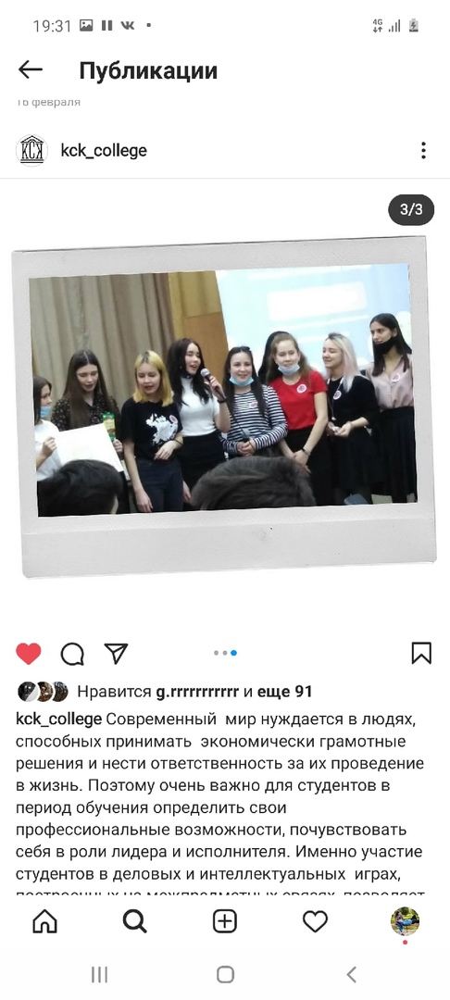 19:31
4G
Публикации
16 февраля
КСК
kck_college
3/3
Нравится g.rrrrrrrrrrr и еще 91
kck_college Современный мир нуждается в людях,
способных принимать экономически грамотные
решения и нести ответственность за их проведение
в жизнь. Поэтому очень важно для студентов в
период обучения определить свои
профессиональные возможности, почувствовать
себя в роли лидера и исполнителя. Именно участие
студентов в деловых и интеллектуальных играх,
построенных на межпредметных связях, позволяет